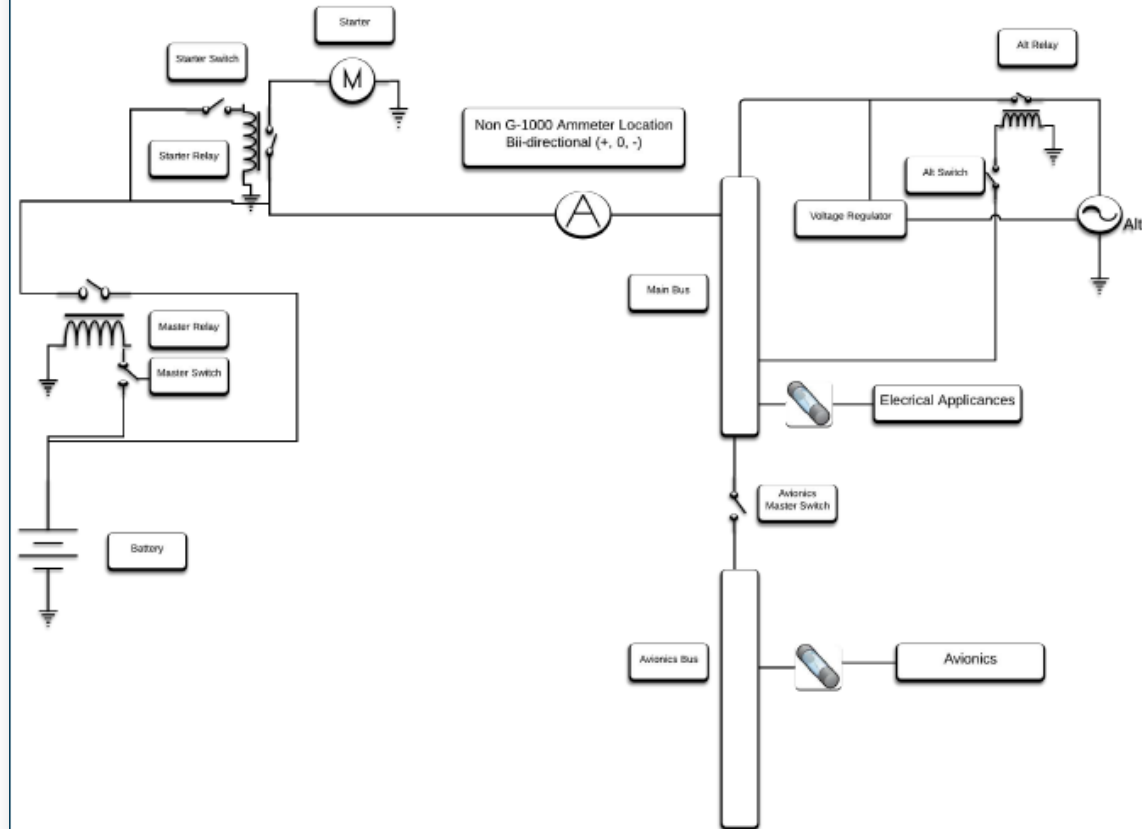 Starter
Starter Switch
Alt Relay
Non G-1000 Ammeter Location
Bii-directional (+, 0, -)
Starter Relay
Alt Switch
Voltage Regulator
Alt
M
A
Main Bus
Master Relay
Master Switch
Elecrical Applicances
Avionics
Master Switch
Battery
Avionics Bus
Avionics